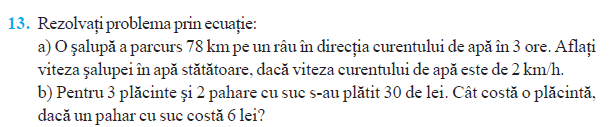 13. Rezolvați problema prin ecuație:
a) O șalupă a parcurs 78 km pe un râu în direcția curentului de apă în 3 ore. Aflați
viteza șalupei în apă stătătoare, dacă viteza curentului de apă este de 2 km/h.
b) Pentru 3 plăcinte și 2 pahare cu suc s-au plătit 30 de lei. Cât costă o plăcintă,
dacă un pahar cu suc costă 6 lei?